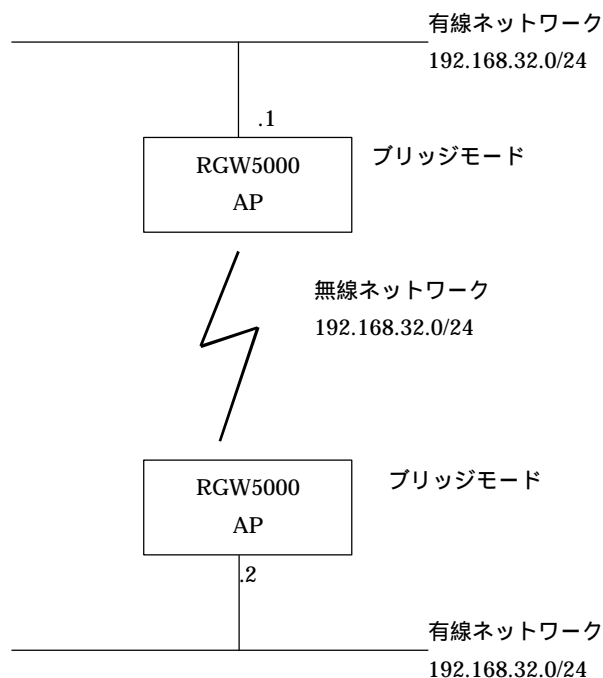 有線ネットワーク
192.168.32.0/24
.1
RGW5000
AP
ブリッジモード
無線ネットワーク
192.168.32.0/24
RGW5000
AP
ブリッジモード
.2
有線ネットワーク
192.168.32.0/24